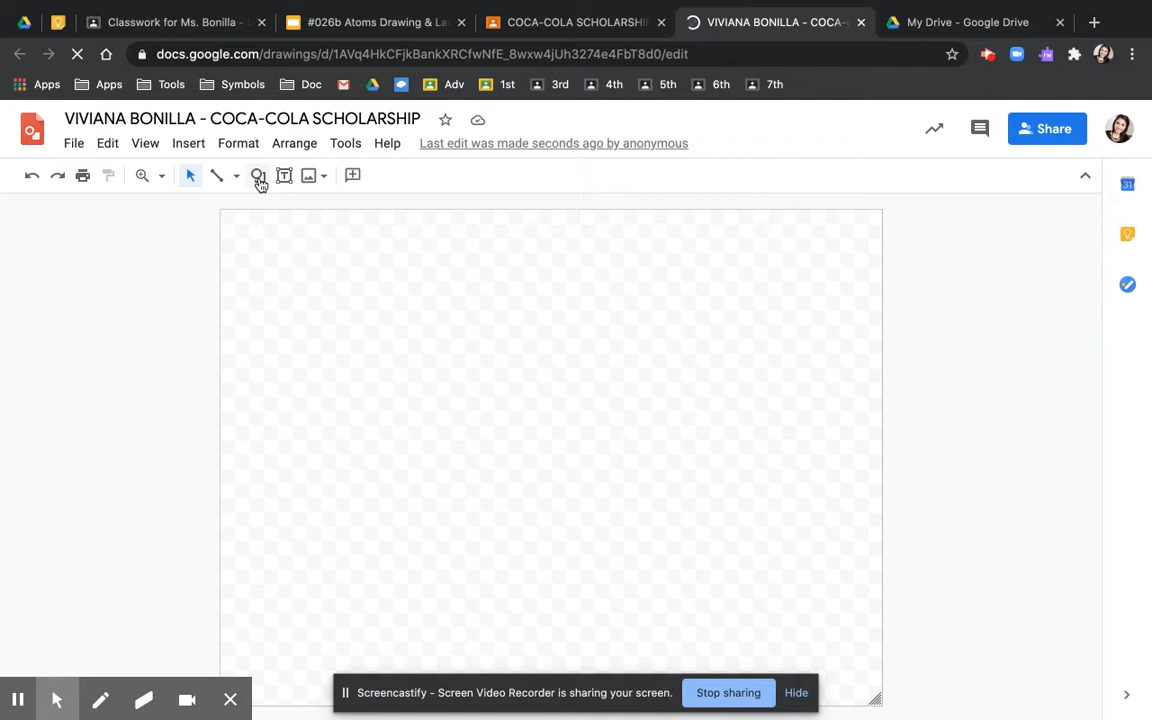 Classwork for Ms. Bonilla - S
#026b Atoms Drawing & La
COCA-COLA SCHOLARSHI
VIVIANA BONILLA - COCA-
My Drive - Google Drive
docs.google.com/drawings/d/1AVq4HkCFjkBankXRCfwNfE_8wxw4jUh3274e4FbT8d0/edit
Apps Apps Tools Symbols Doc Adv 1st 3rd 4th 5th 6th 7th
VIVIANA BONILLA - COCA-COLA SCHOLARSHIP
Share
File Edit View Insert Format Arrange Tools Help Last edit was made seconds ago by anonymous
31
Screencastify - Screen Video Recorder is sharing your screen. Stop sharing Hide